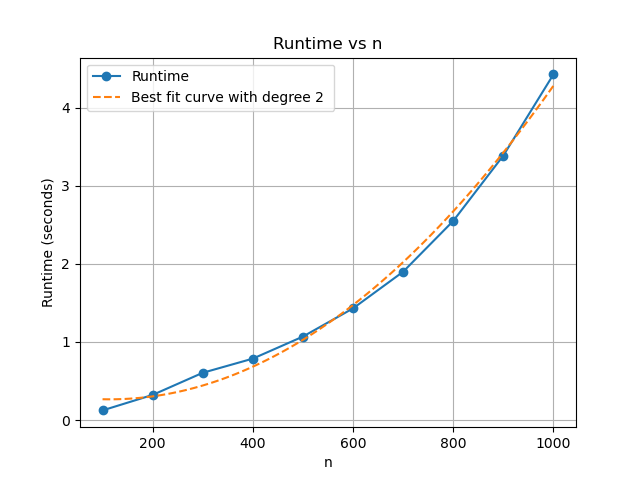 Runtime vs n
Runtime
Best fit curve with degree 2
Runtime (seconds)
4
3
2
1
0
200 400 600 800 1000
n